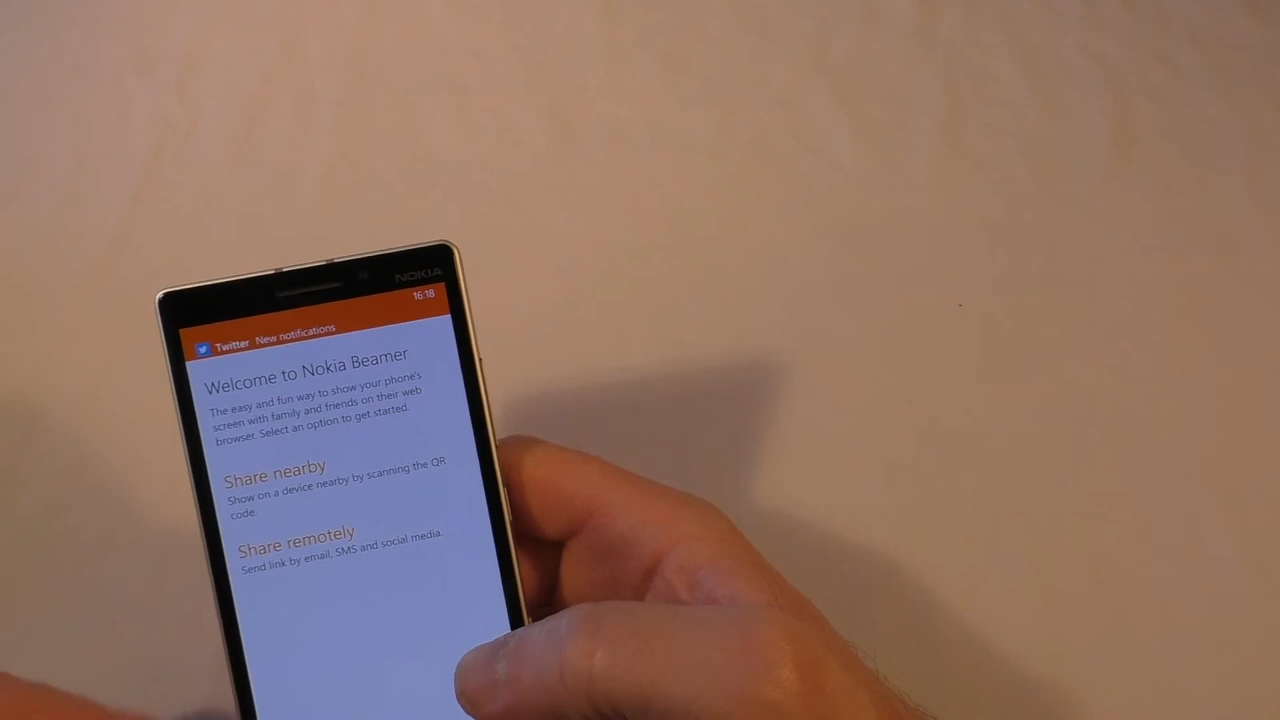 NOKIA
16:18
Twitter New notifications
Welcome to Nokia Beamer
The easy and fun way to show your phone's
screen with family and friends on their web
browser. Select an option to get started.
Share nearby
Show on a device nearby by scanning the QR
code.
Share remotely
Send link by email, SMS and social media.